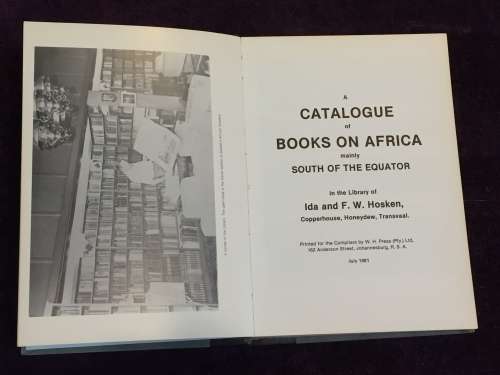 A
CATALOGUE
of
BOOKS ON AFRICA
mainly
SOUTH OF THE EQUATOR
In the Library of
Ida and F. W. Hosken,
Copperhouse, Honeydew, Transvaal.
Printed for the Compilers by W. H. Press (Pty.) Ltd.
162 Anderson Street, Johannesburg, R. S. A.
July 1981